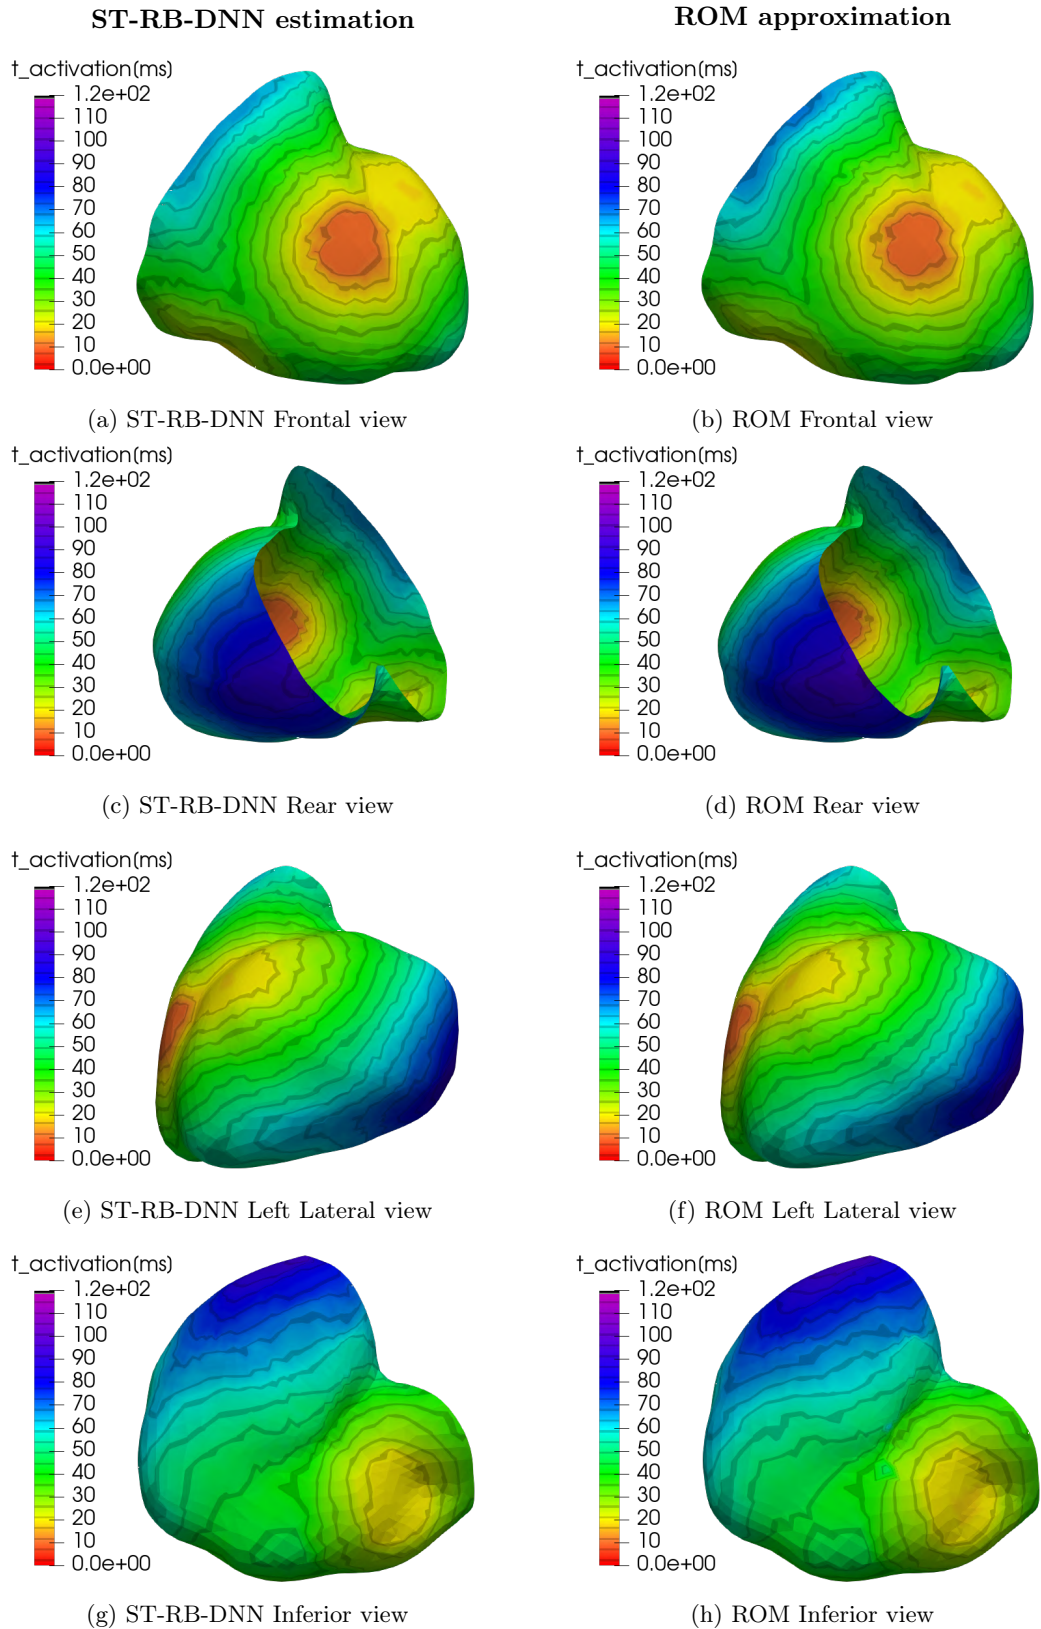 ST-RB-DNN estimation
ROM approximation
t_activation(ms)
1.2e+02
110
100
90
80
70
60
50
40
30
20
10
0.0e+00
t_activation(ms)
1.2e+02
110
100
90
80
70
60
50
40
30
20
10
0.0e+00
(a) ST-RB-DNN Frontal view
(b) ROM Frontal view
t_activation(ms)
1.2e+02
110
100
90
80
70
60
50
40
30
20
10
0.0e+00
t_activation(ms)
1.2e+02
110
100
90
80
70
60
50
40
30
20
10
0.0e+00
(c) ST-RB-DNN Rear view
(d) ROM Rear view
t_activation(ms)
1.2e+02
110
100
90
80
70
60
50
40
30
20
10
0.0e+00
t_activation(ms)
1.2e+02
110
100
90
80
70
60
50
40
30
20
10
0.0e+00
(e) ST-RB-DNN Left Lateral view
(f) ROM Left Lateral view
t_activation(ms)
1.2e+02
110
100
90
80
70
60
50
40
30
20
10
0.0e+00
t_activation(ms)
1.2e+02
110
100
90
80
70
60
50
40
30
20
10
0.0e+00
(g) ST-RB-DNN Inferior view
(h) ROM Inferior view